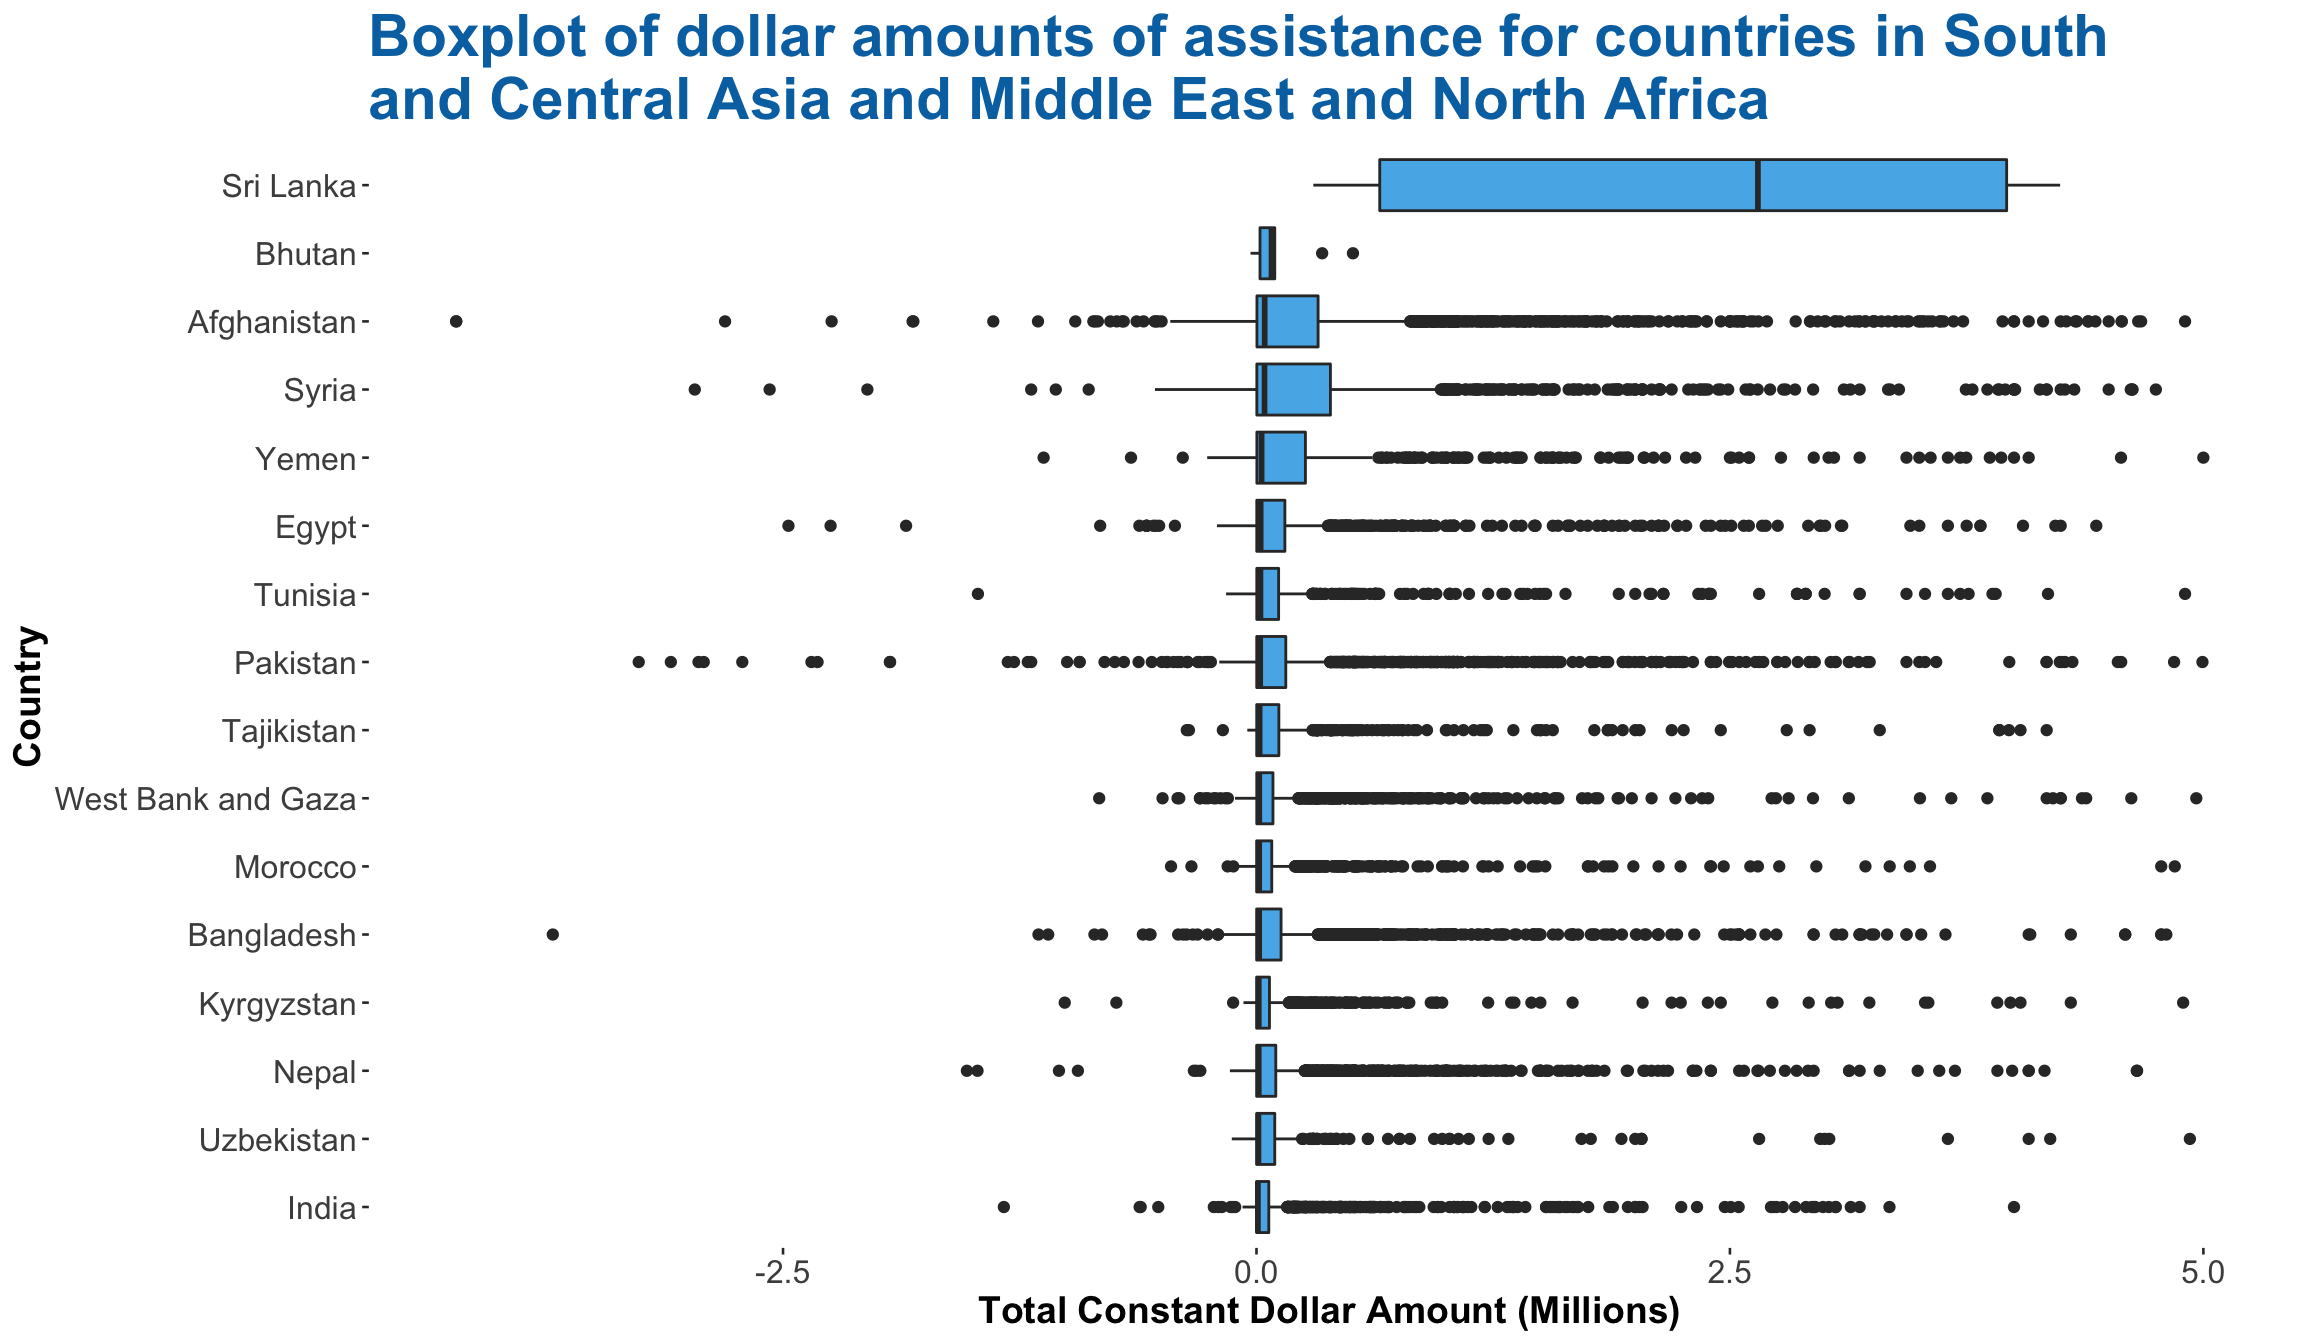 Boxplot of dollar amounts of assistance for countries in South
and Central Asia and Middle East and North Africa
Sri Lanka
Bhutan
Afghanistan
Syria
Yemen
Egypt
Tunisia
Pakistan
Tajikistan
West Bank and Gaza
Morocco
Bangladesh
Kyrgyzstan
Nepal
Uzbekistan
India
Country
-2.5 0.0 2.5 5.0
Total Constant Dollar Amount (Millions)